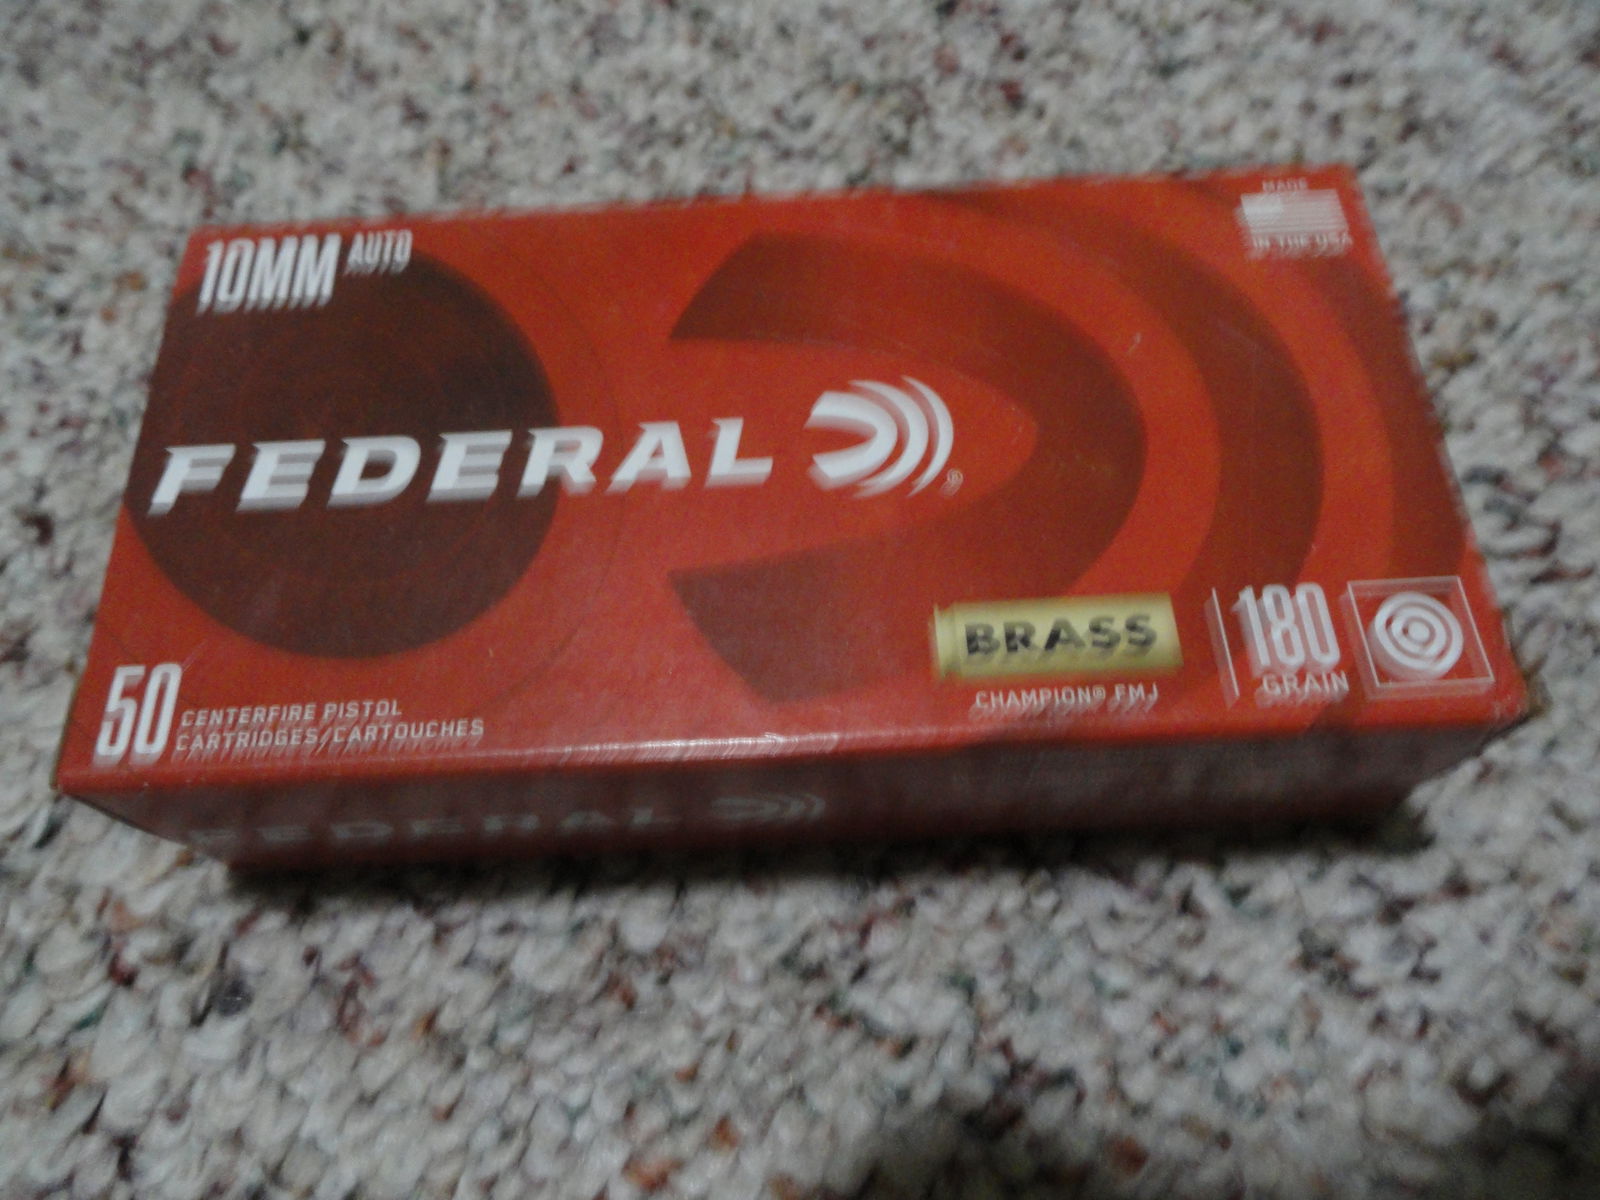 10MM AUTO
MADE
IN THE USA
FEDERAL ®
BRASS
CHAMPION® FMJ
180
GRAIN
50 CENTERFIRE PISTOL
CARTRIDGES/CARTOUCHES
FEDERAL